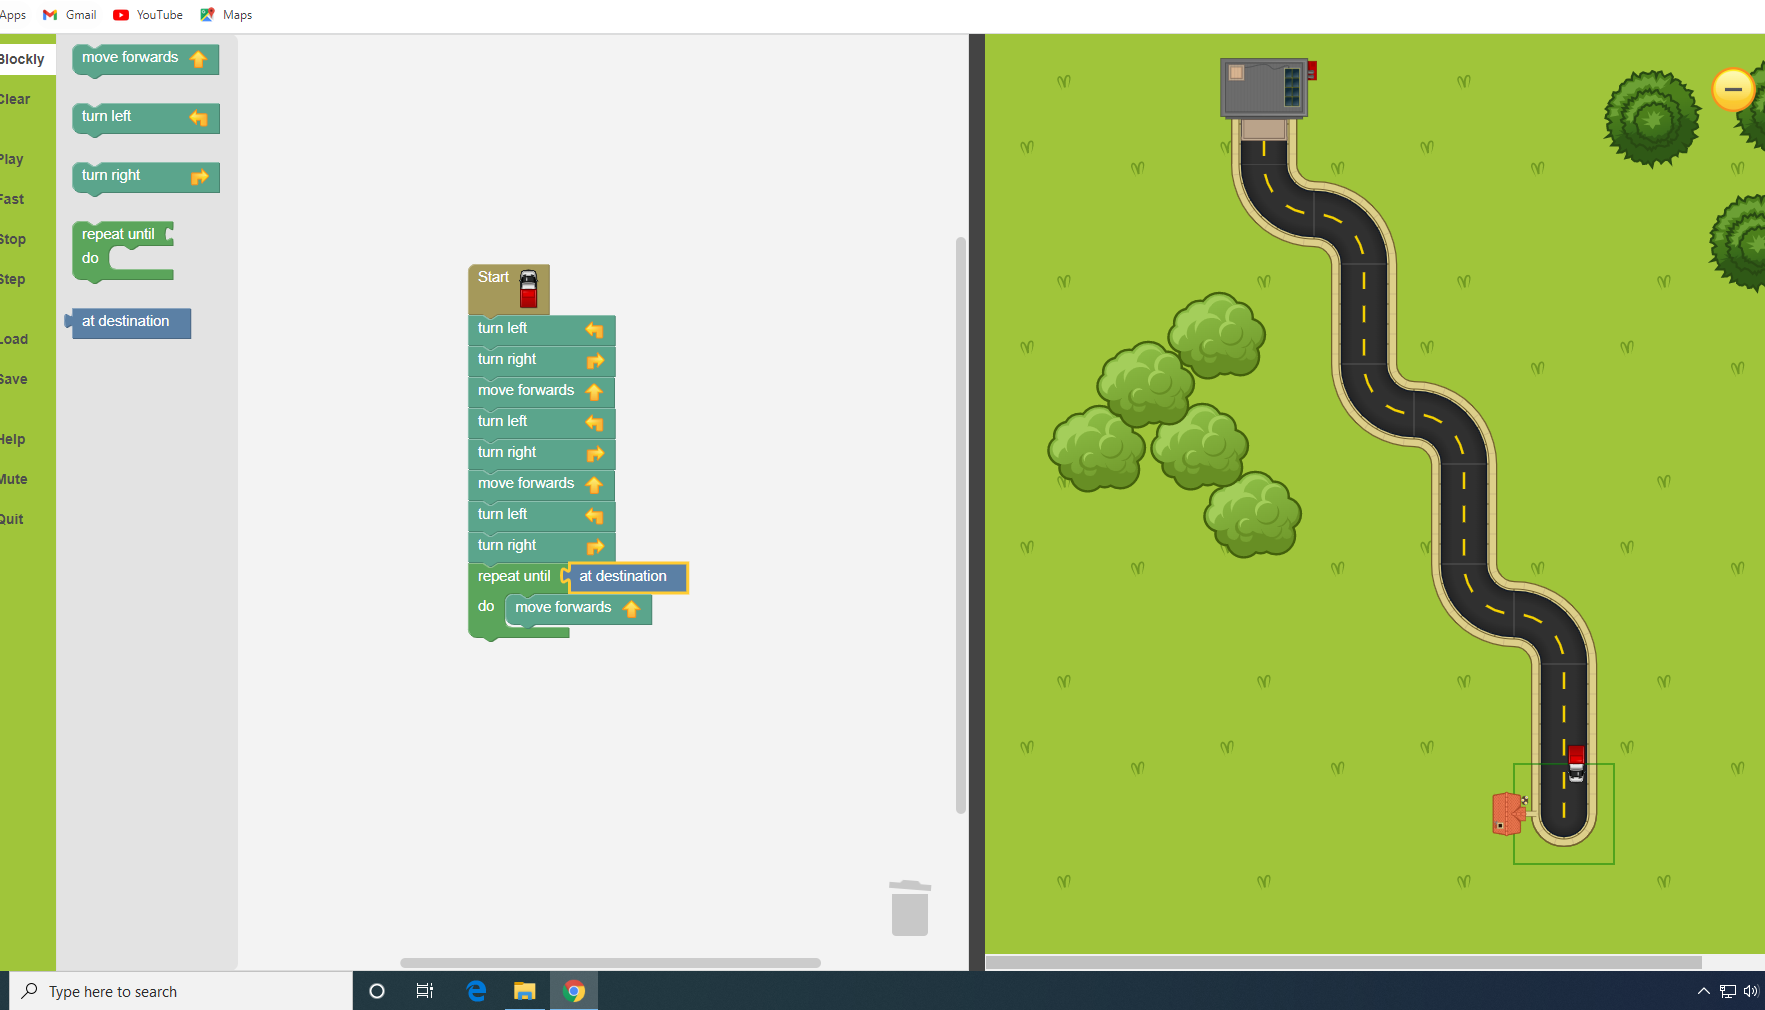 Apps Gmail YouTube Maps
Blockly
Clear
Play
Fast
Stop
Step
Load
Save
Help
Mute
Quit
move forwards
turn left
turn right
repeat until
do
at destination
Start
turn left
turn right
move forwards
turn left
turn right
move forwards
turn left
turn right
repeat until at destination
do move forwards
Type here to search